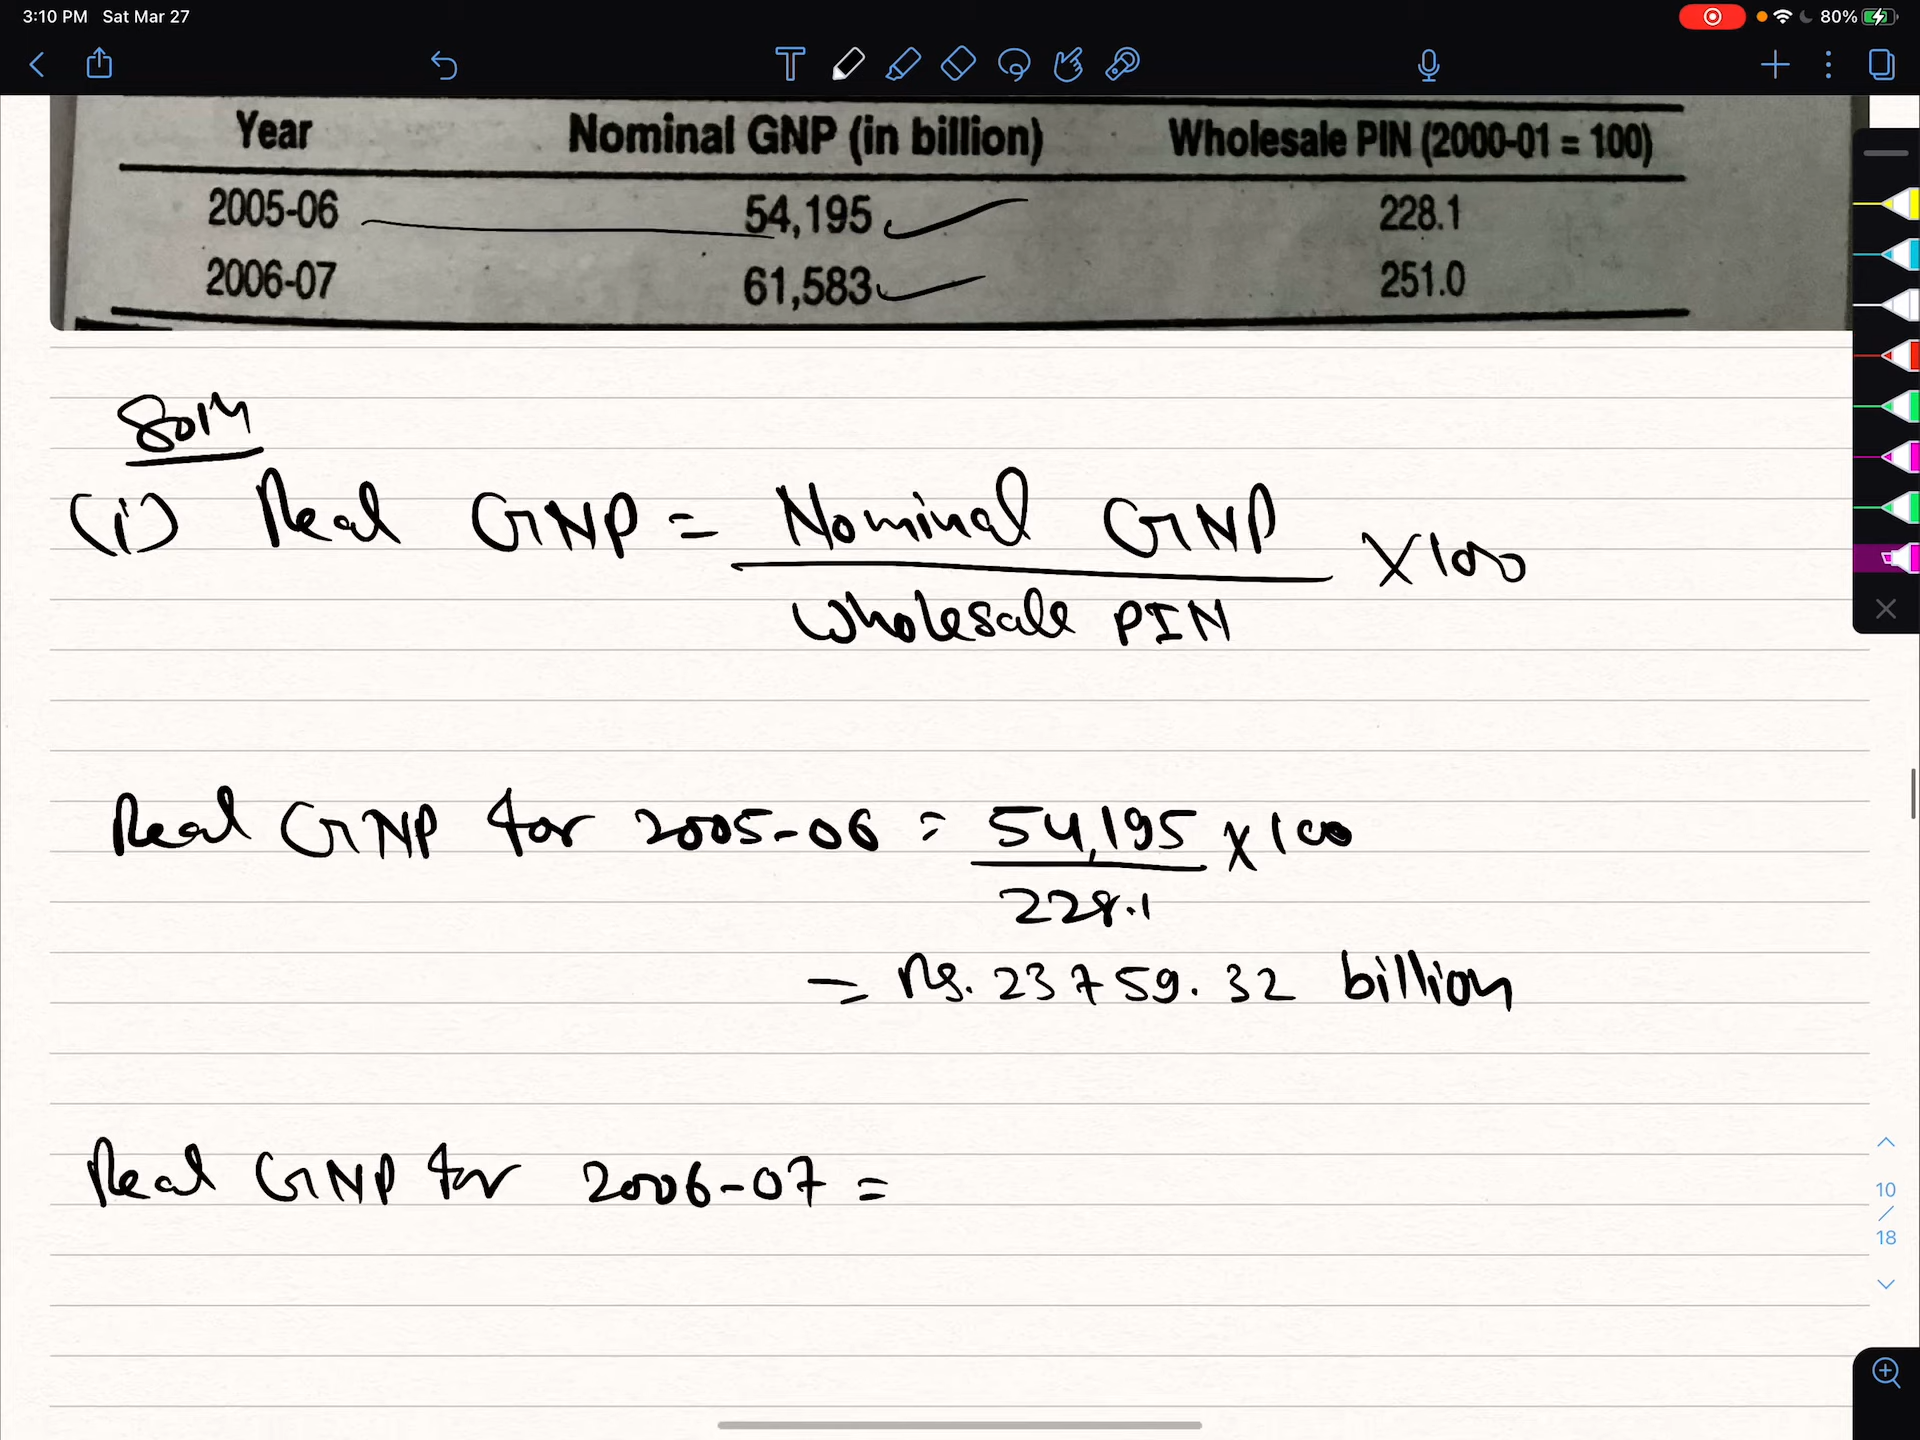 3:10 PM Sat Mar 27
80%
Year Nominal GNP (in billion) Wholesale PIN (2000-01 = 100)
2005-06 54,195 228.1
2006-07 61,583 251.0
Soln
(i) Real GNP = Nominal GNP / Wholesale PIN X 100
Real GNP for 2005-06 = 54,195 / 228.1 X 100
= Rs. 23759.32 billion
Real GNP for 2006-07 =
10
/
18